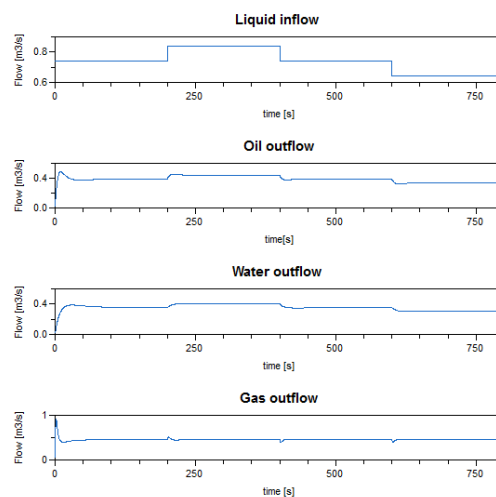 Liquid inflow
Flow [m3/s]
0.8
0.6
0
250
500
750
time [s]
Oil outflow
Flow [m3/s]
0.4
0.0
0
250
500
750
time[s]
Water outflow
Flow [m3/s]
0.4
0.0
0
250
500
750
time [s]
Gas outflow
Flow [m3/s]
1
0
0
250
500
750
time [s]